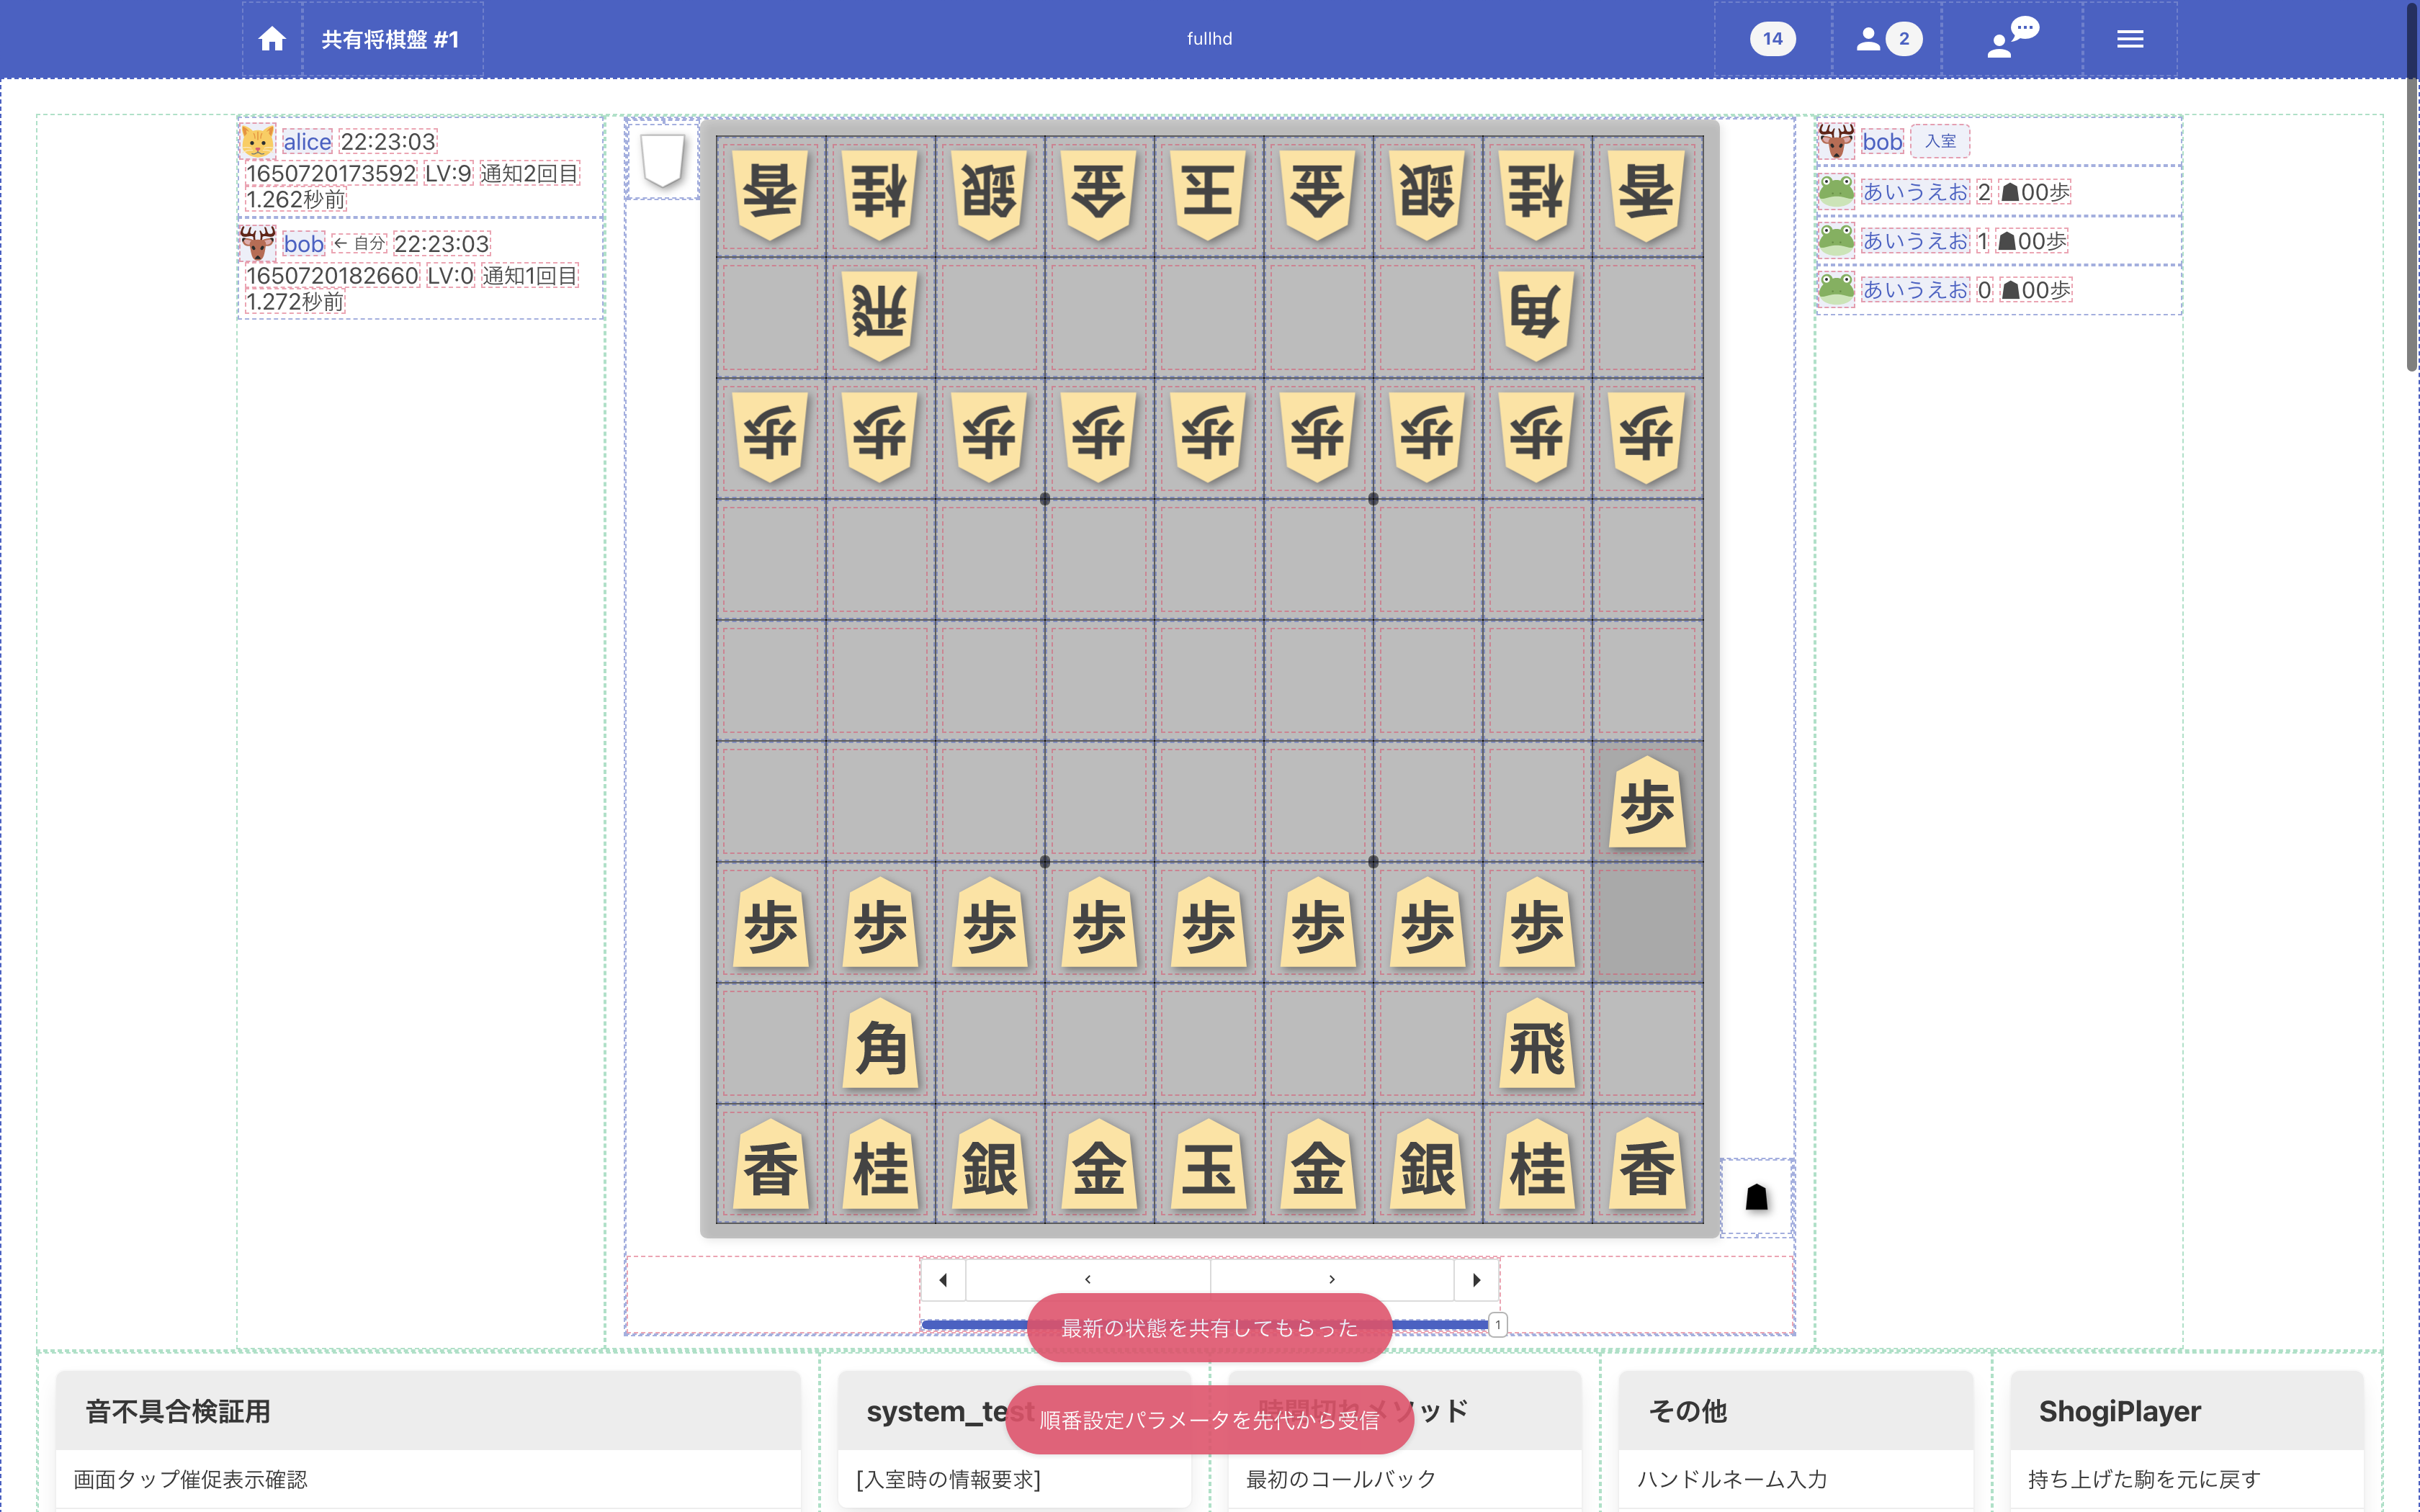 共有将棋盤 #1
fullhd
14
2
alice 22:23:03
1650720173592 LV:9 通知2回目
1.262秒前
bob ← 自分 22:23:03
1650720182660 LV:0 通知1回目
1.272秒前
香 桂 銀 金 玉 金 銀 桂 香
飛 角
歩 歩 歩 歩 歩 歩 歩 歩 歩
歩
歩 歩 歩 歩 歩 歩 歩 歩
角 飛
香 桂 銀 金 玉 金 銀 桂 香
bob 入室
あいうえお 2 ☗00歩
あいうえお 1 ☗00歩
あいうえお 0 ☗00歩
1
最新の状態を共有してもらった
順番設定パラメータを先代から受信
音不具合検証用
画面タップ催促表示確認
system_test
[入室時の情報要求]
時間切れメソッド
最初のコールバック
その他
ハンドルネーム入力
ShogiPlayer
持ち上げた駒を元に戻す